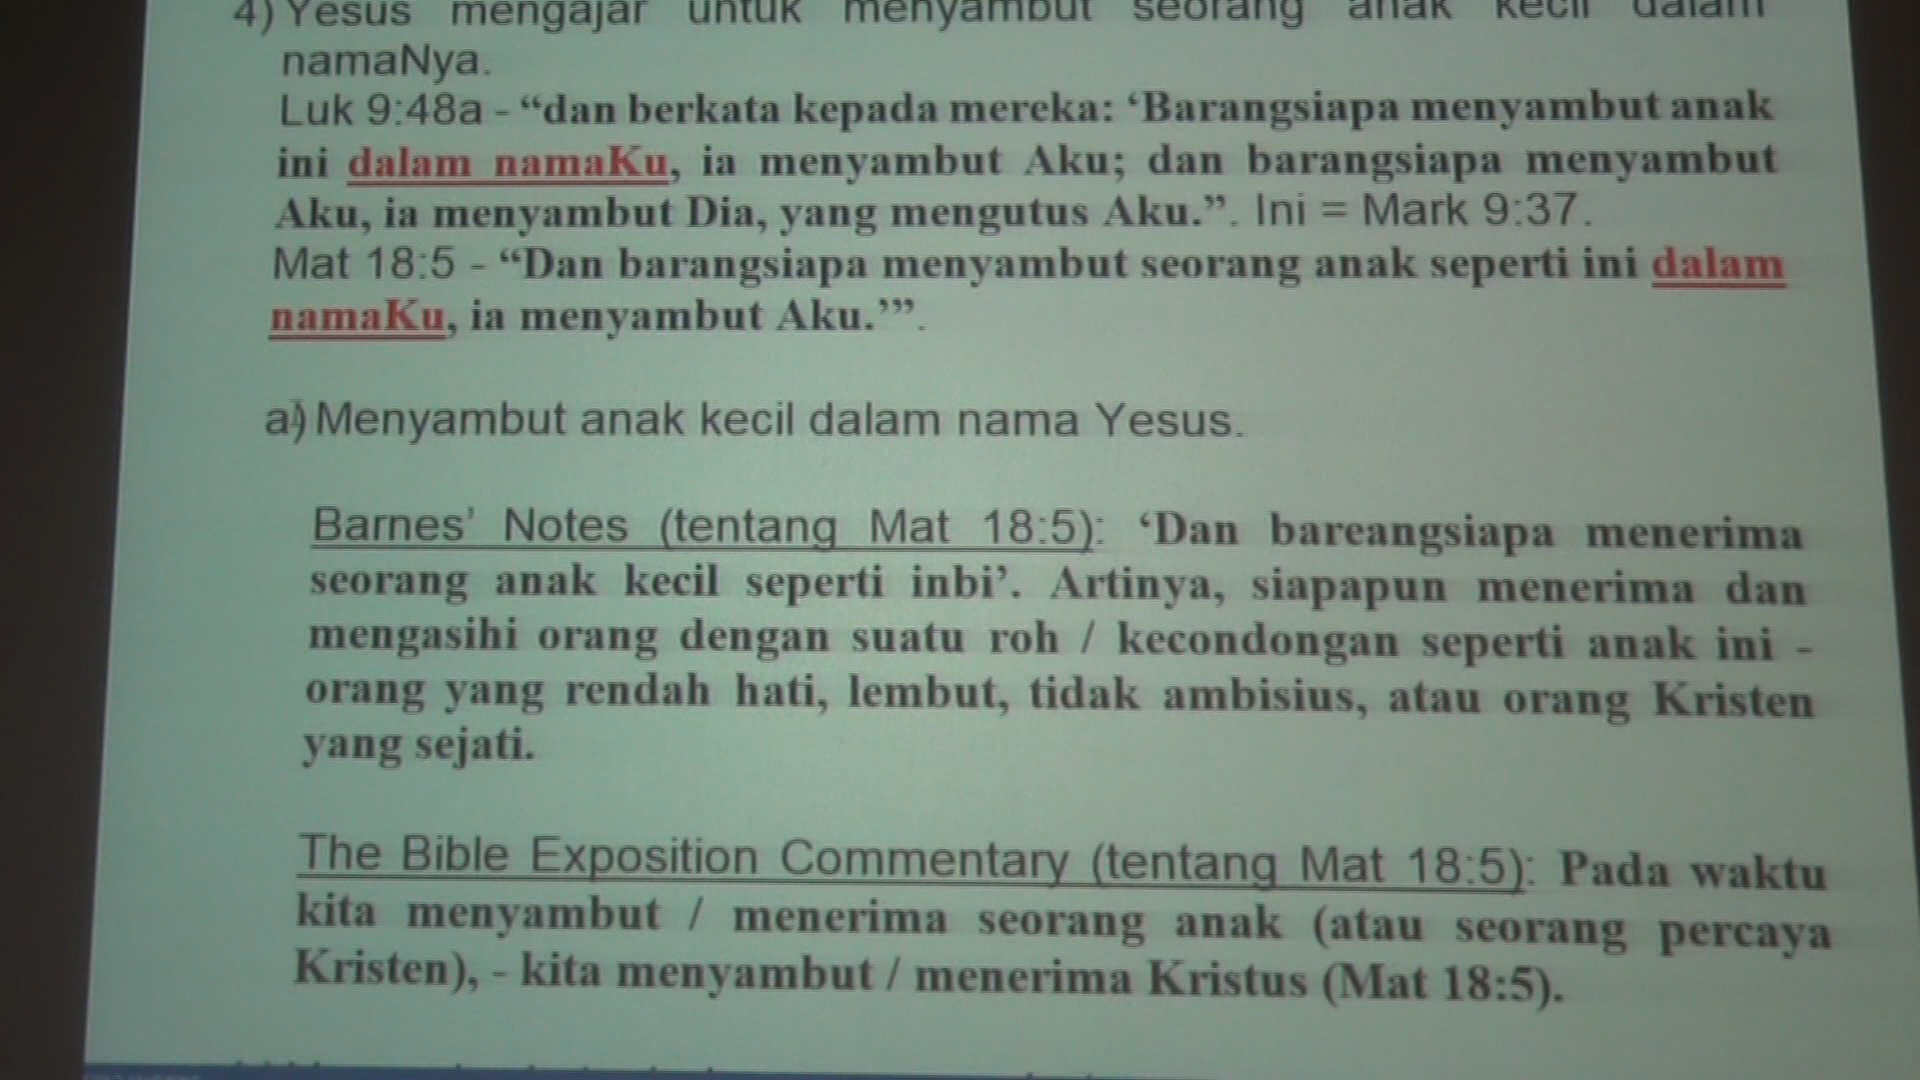 4) Yesus mengajar untuk menyambut seorang anak kecil dalam
namaNya.
Luk 9:48a - “dan berkata kepada mereka: ‘Barangsiapa menyambut anak
ini dalam namaKu, ia menyambut Aku; dan barangsiapa menyambut
Aku, ia menyambut Dia, yang mengutus Aku.”. Ini = Mark 9:37.
Mat 18:5 - “Dan barangsiapa menyambut seorang anak seperti ini dalam
namaKu, ia menyambut Aku.’”.
a) Menyambut anak kecil dalam nama Yesus.
Barnes’ Notes (tentang Mat 18:5): ‘Dan bareangsiapa menerima
seorang anak kecil seperti inbi’. Artinya, siapapun menerima dan
mengasihi orang dengan suatu roh / kecondongan seperti anak ini -
orang yang rendah hati, lembut, tidak ambisius, atau orang Kristen
yang sejati.
The Bible Exposition Commentary (tentang Mat 18:5): Pada waktu
kita menyambut / menerima seorang anak (atau seorang percaya
Kristen), - kita menyambut / menerima Kristus (Mat 18:5).